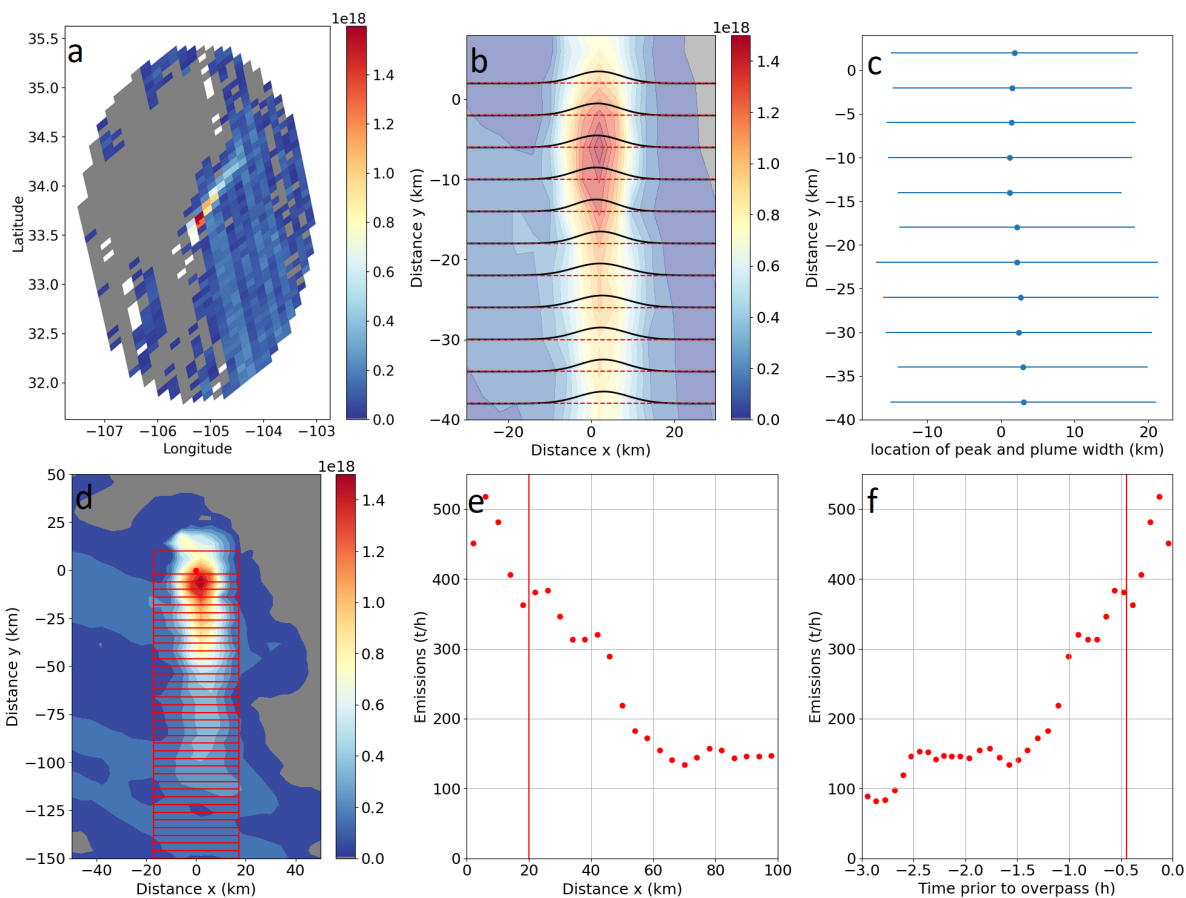 a
1e18
35.5
35.0
34.5
34.0
33.5
33.0
32.5
32.0
Latitude
−107 −106 −105 −104 −103
Longitude
1.4
1.2
1.0
0.8
0.6
0.4
0.2
0.0
b
1e18
0
−10
−20
−30
−40
Distance y (km)
−20 0 20
Distance x (km)
1.4
1.2
1.0
0.8
0.6
0.4
0.2
0.0
c
0
−5
−10
−15
−20
−25
−30
−35
−40
Distance y (km)
−10 0 10 20
location of peak and plume width (km)
d
1e18
50
25
0
−25
−50
−75
−100
−125
−150
Distance y (km)
−40 −20 0 20 40
Distance x (km)
1.4
1.2
1.0
0.8
0.6
0.4
0.2
0.0
e
500
400
300
200
100
0
Emissions (t/h)
0 20 40 60 80 100
Distance x (km)
f
500
400
300
200
100
0
Emissions (t/h)
−3.0 −2.5 −2.0 −1.5 −1.0 −0.5 0.0
Time prior to overpass (h)